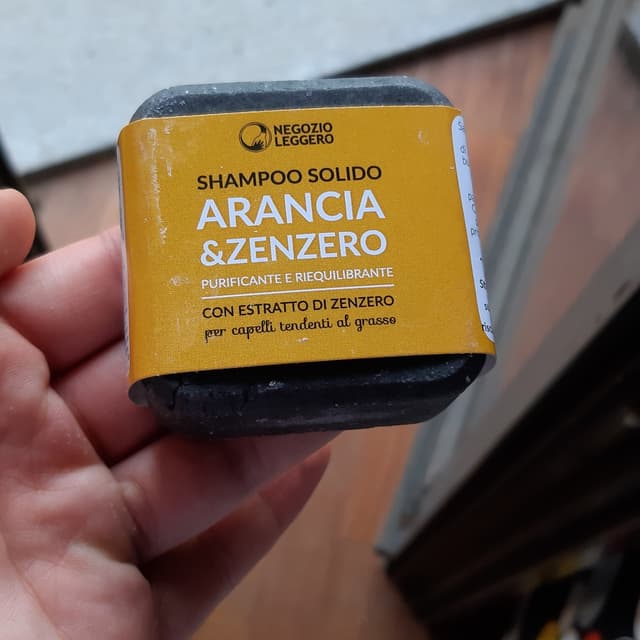 NEGOZIO
LEGGERO
SHAMPOO SOLIDO
ARANCIA
&ZENZERO
PURIFICANTE E RIEQUILIBRANTE
CON ESTRATTO DI ZENZERO
per capelli tendenti al grasso